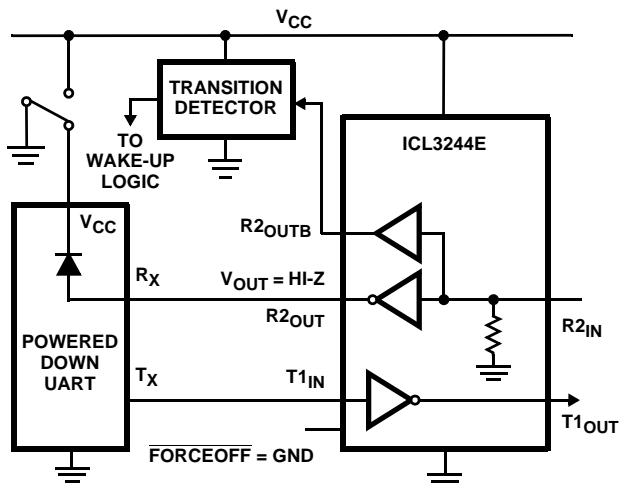 VCC
TRANSITION
DETECTOR
TO
WAKE-UP
LOGIC
ICL3244E
VCC
R2OUTB
RX
VOUT = HI-Z
R2OUT
R2IN
POWERED
DOWN
UART
TX
T1IN
T1OUT
FORCEOFF = GND